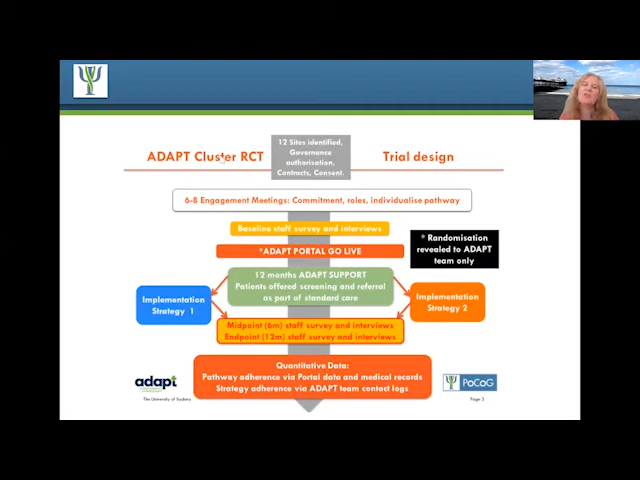 ADAPT Cluster RCT
12 Sites identified,
Governance
authorisation,
Contracts, Consent.
Trial design
6-8 Engagement Meetings: Commitment, roles, individualise pathway
Baseline staff survey and interviews
*ADAPT PORTAL GO LIVE
* Randomisation
revealed to ADAPT
team only
12 months ADAPT SUPPORT
Patients offered screening and referral
as part of standard care
Implementation
Strategy 1
Implementation
Strategy 2
Midpoint (6m) staff survey and interviews
Endpoint (12m) staff survey and interviews
Quantitative Data:
Pathway adherence via Portal data and medical records
Strategy adherence via ADAPT team contact logs
adapt
PoCoG
The University of Sydney
Page 3